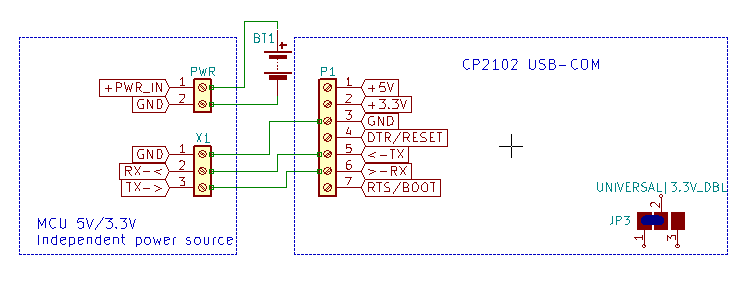 BT1
+
CP2102 USB-COM
PWR
P1
+PWR_IN 1
GND 2
1 +5V
2 +3.3V
3 GND
4 DTR/RESET
5 <-TX
6 >-RX
7 RTS/BOOT
X1
GND 1
RX-< 2
TX-> 3
UNIVERSAL|3.3V_DBL
2
JP3
1 3
MCU 5V/3.3V
Independent power source